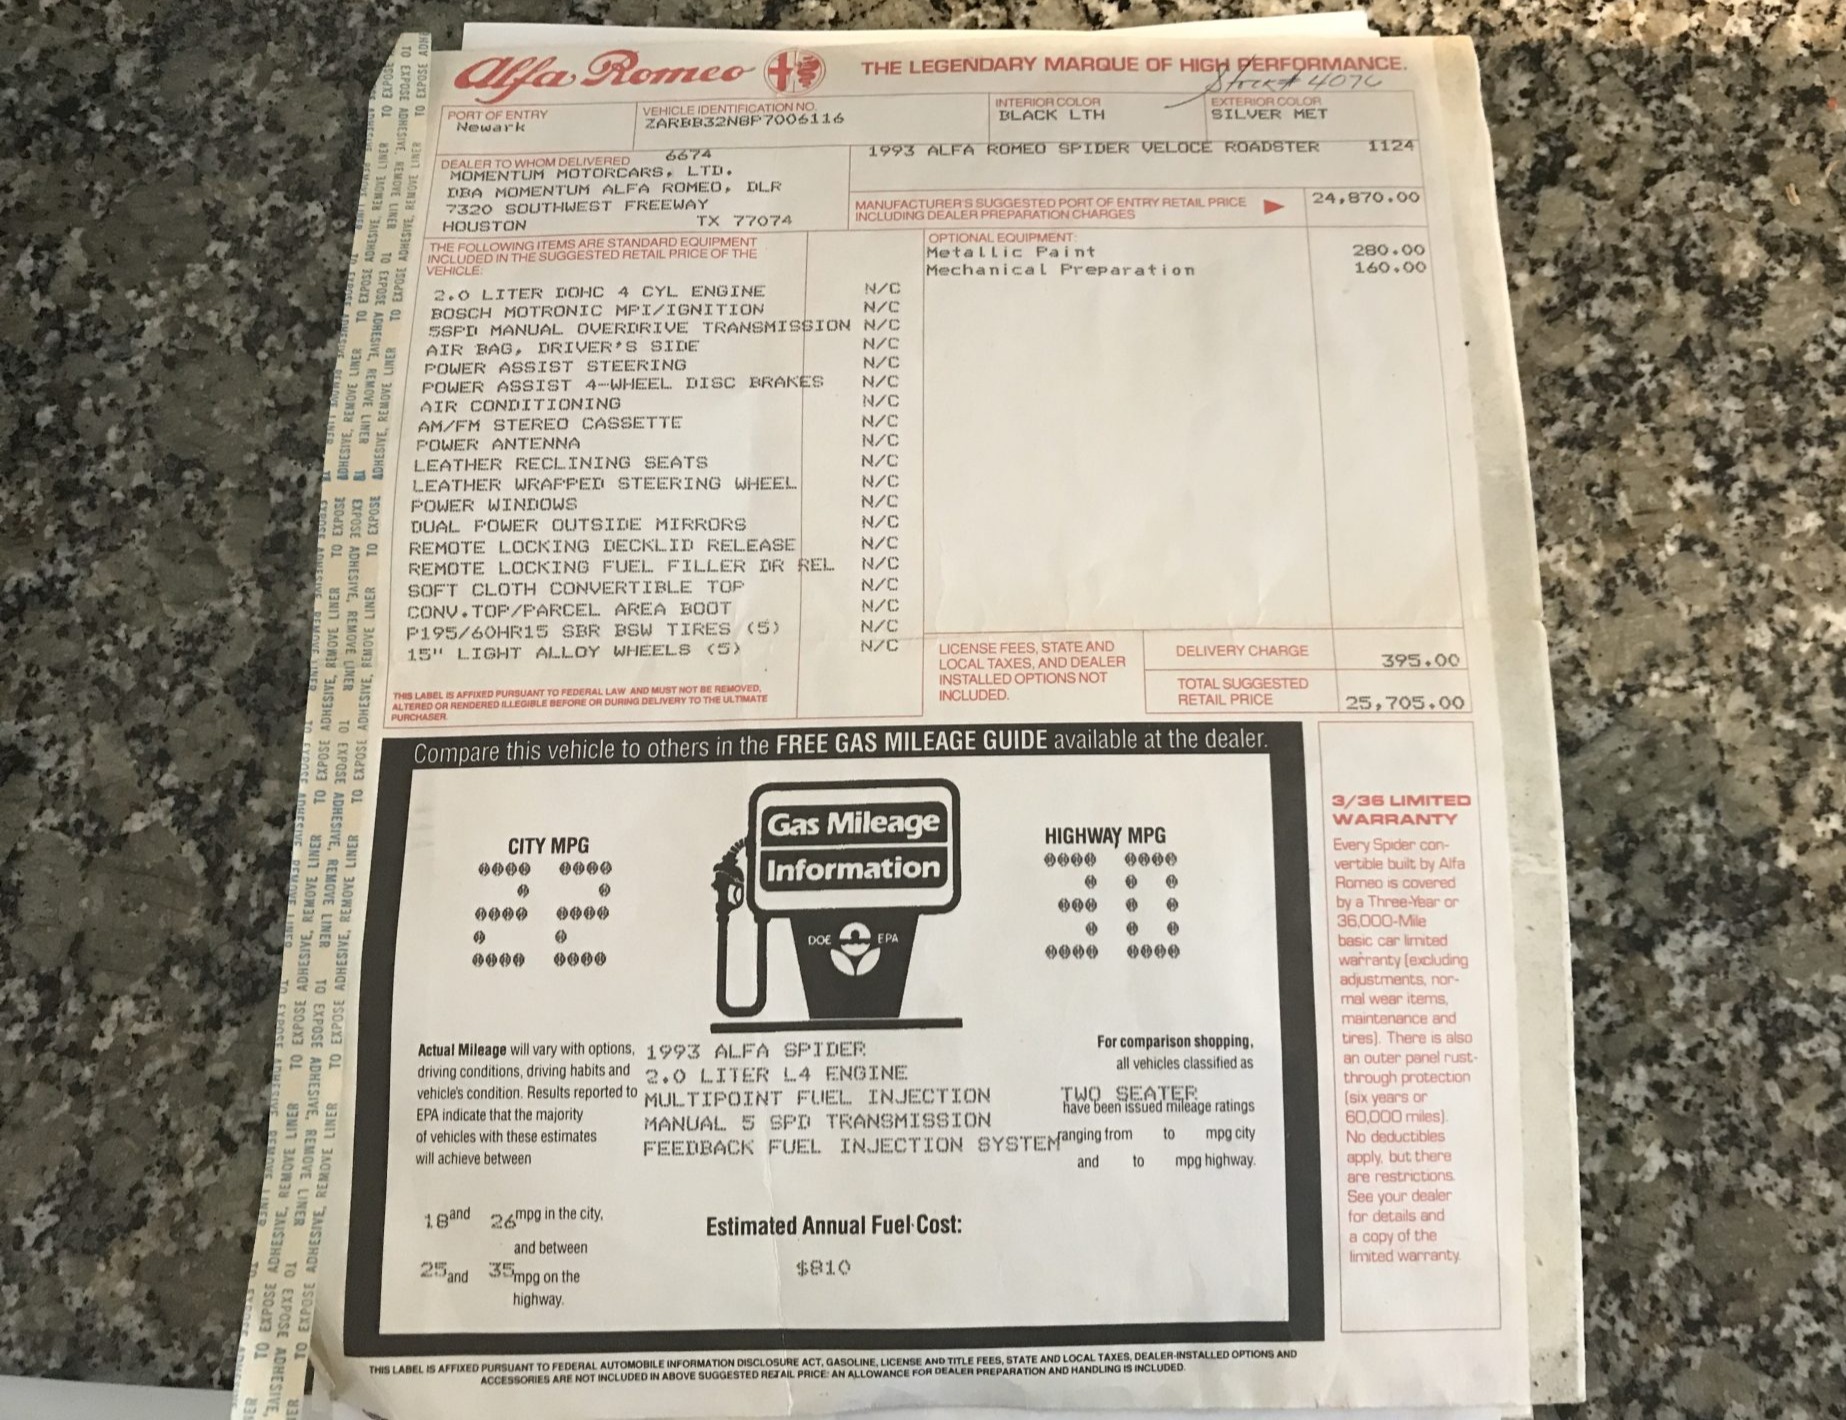 Alfa Romeo
THE LEGENDARY MARQUE OF HIGH PERFORMANCE.
Stock# 4076
PORT OF ENTRY
Newark
VEHICLE IDENTIFICATION NO.
ZARBB32N8P7006116
INTERIOR COLOR
BLACK LTH
EXTERIOR COLOR
SILVER MET
DEALER TO WHOM DELIVERED 6674
MOMENTUM MOTORCARS, LTD.
DBA MOMENTUM ALFA ROMEO, DLR
7320 SOUTHWEST FREEWAY
HOUSTON TX 77074
1993 ALFA ROMEO SPIDER VELOCE ROADSTER 1124
MANUFACTURER'S SUGGESTED PORT OF ENTRY RETAIL PRICE
INCLUDING DEALER PREPARATION CHARGES
24,870.00
THE FOLLOWING ITEMS ARE STANDARD EQUIPMENT
INCLUDED IN THE SUGGESTED RETAIL PRICE OF THE
VEHICLE:
2.0 LITER DOHC 4 CYL ENGINE N/C
BOSCH MOTRONIC MPI/IGNITION N/C
5SPD MANUAL OVERDRIVE TRANSMISSION N/C
AIR BAG, DRIVER'S SIDE N/C
POWER ASSIST STEERING N/C
POWER ASSIST 4-WHEEL DISC BRAKES N/C
AIR CONDITIONING N/C
AM/FM STEREO CASSETTE N/C
POWER ANTENNA N/C
LEATHER RECLINING SEATS N/C
LEATHER WRAPPED STEERING WHEEL N/C
POWER WINDOWS N/C
DUAL POWER OUTSIDE MIRRORS N/C
REMOTE LOCKING DECKLID RELEASE N/C
REMOTE LOCKING FUEL FILLER DR REL N/C
SOFT CLOTH CONVERTIBLE TOP N/C
CONV.TOP/PARCEL AREA BOOT N/C
P195/60HR15 SBR BSW TIRES (5) N/C
15" LIGHT ALLOY WHEELS (5) N/C
THIS LABEL IS AFFIXED PURSUANT TO FEDERAL LAW AND MUST NOT BE REMOVED,
ALTERED OR RENDERED ILLEGIBLE BEFORE OR DURING DELIVERY TO THE ULTIMATE
PURCHASER.
OPTIONAL EQUIPMENT:
Metallic Paint 280.00
Mechanical Preparation 160.00
LICENSE FEES, STATE AND
LOCAL TAXES, AND DEALER
INSTALLED OPTIONS NOT
INCLUDED.
DELIVERY CHARGE 395.00
TOTAL SUGGESTED
RETAIL PRICE 25,705.00
Compare this vehicle to others in the FREE GAS MILEAGE GUIDE available at the dealer.
CITY MPG
22
Gas Mileage
Information
DOE EPA
HIGHWAY MPG
30
Actual Mileage will vary with options,
driving conditions, driving habits and
vehicle's condition. Results reported to
EPA indicate that the majority
of vehicles with these estimates
will achieve between
18 and 26 mpg in the city,
and between
25 and 35 mpg on the
highway.
1993 ALFA SPIDER
2.0 LITER L4 ENGINE
MULTIPOINT FUEL INJECTION
MANUAL 5 SPD TRANSMISSION
FEEDBACK FUEL INJECTION SYSTEM
Estimated Annual Fuel Cost:
$810
For comparison shopping,
all vehicles classified as
TWO SEATER
have been issued mileage ratings
ranging from to mpg city
and to mpg highway.
3/36 LIMITED
WARRANTY
Every Spider con-
vertible built by Alfa
Romeo is covered
by a Three-Year or
36,000-Mile
basic car limited
warranty (excluding
adjustments, nor-
mal wear items,
maintenance and
tires). There is also
an outer panel rust-
through protection
(six years or
60,000 miles).
No deductibles
apply, but there
are restrictions.
See your dealer
for details and
a copy of the
limited warranty.
THIS LABEL IS AFFIXED PURSUANT TO FEDERAL AUTOMOBILE INFORMATION DISCLOSURE ACT, GASOLINE, LICENSE AND TITLE FEES, STATE AND LOCAL TAXES, DEALER-INSTALLED OPTIONS AND
ACCESSORIES ARE NOT INCLUDED IN ABOVE SUGGESTED RETAIL PRICE: AN ALLOWANCE FOR DEALER PREPARATION AND HANDLING IS INCLUDED.
TO EXPOSE ADHESIVE, REMOVE LINER